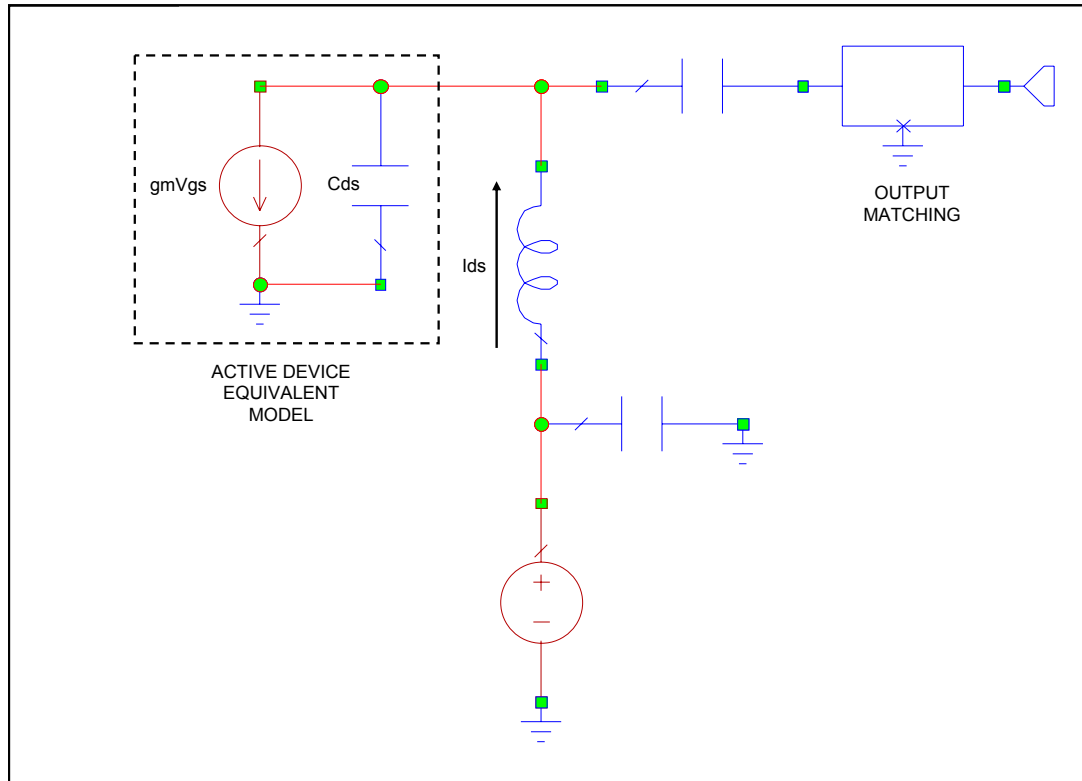 gmVgs
Cds
OUTPUT
MATCHING
Ids
ACTIVE DEVICE
EQUIVALENT
MODEL
+
−